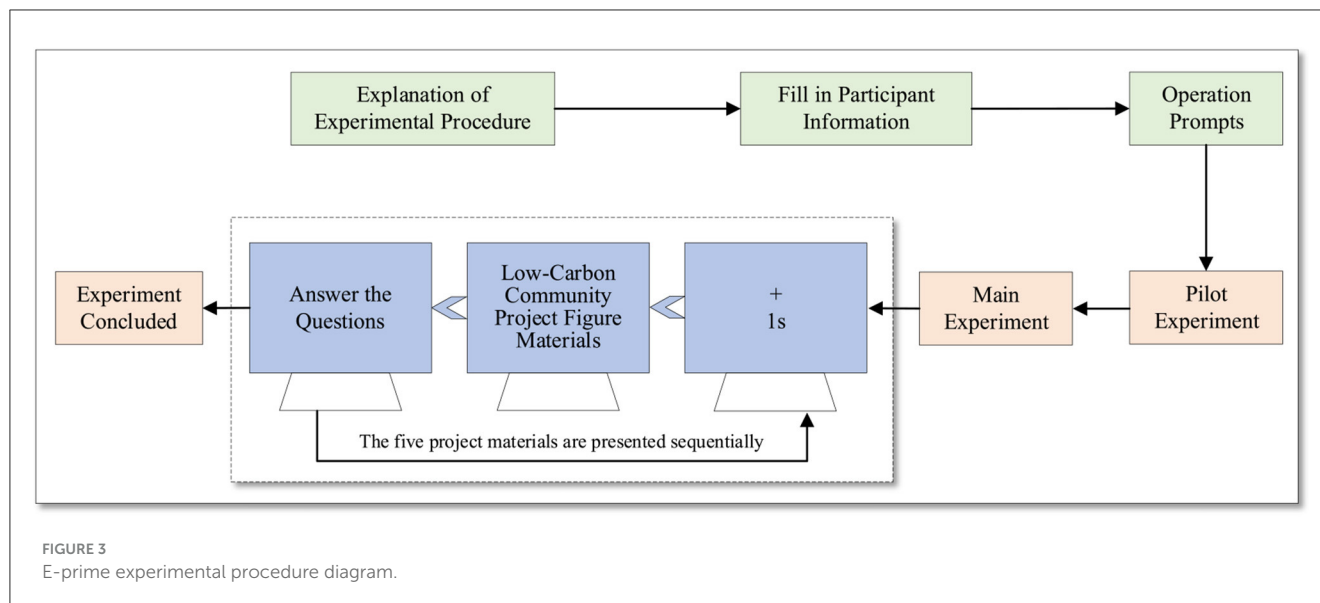 Explanation of
Experimental Procedure
Fill in Participant
Information
Operation
Prompts
Experiment
Concluded
Answer the
Questions
Low-Carbon
Community
Project Figure
Materials
+
1s
Main
Experiment
Pilot
Experiment
The five project materials are presented sequentially
FIGURE 3
E-prime experimental procedure diagram.